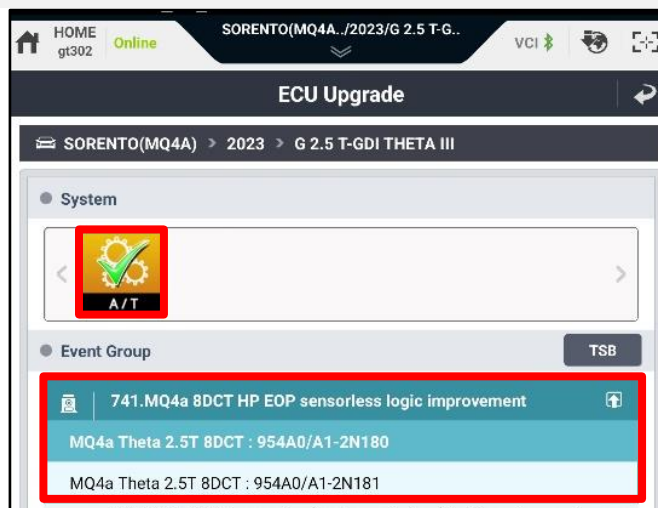 HOME
gt302
Online
SORENTO(MQ4A../2023/G 2.5 T-G..
VCI
ECU Upgrade
SORENTO(MQ4A) > 2023 > G 2.5 T-GDI THETA III
System
A/T
Event Group
TSB
741.MQ4a 8DCT HP EOP sensorless logic improvement
MQ4a Theta 2.5T 8DCT : 954A0/A1-2N180
MQ4a Theta 2.5T 8DCT : 954A0/A1-2N181